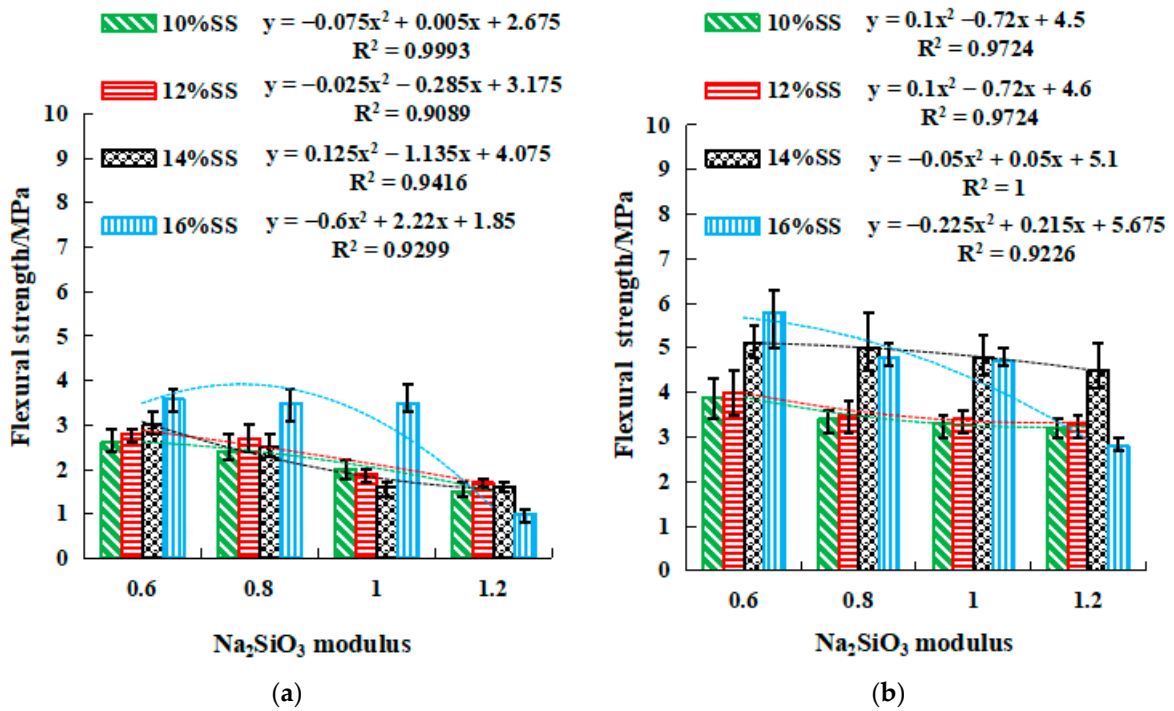 10%SS y = −0.075x² + 0.005x + 2.675
R² = 0.9993
12%SS y = −0.025x² − 0.285x + 3.175
R² = 0.9089
14%SS y = 0.125x² − 1.135x + 4.075
R² = 0.9416
16%SS y = −0.6x² + 2.22x + 1.85
R² = 0.9299
Flexural strength/MPa
10
9
8
7
6
5
4
3
2
1
0
0.6 0.8 1 1.2
Na₂SiO₃ modulus
(a)
10%SS y = 0.1x² −0.72x + 4.5
R² = 0.9724
12%SS y = 0.1x² − 0.72x + 4.6
R² = 0.9724
14%SS y = −0.05x² + 0.05x + 5.1
R² = 1
16%SS y = −0.225x² + 0.215x + 5.675
R² = 0.9226
Flexural strength/MPa
10
9
8
7
6
5
4
3
2
1
0
0.6 0.8 1 1.2
Na₂SiO₃ modulus
(b)